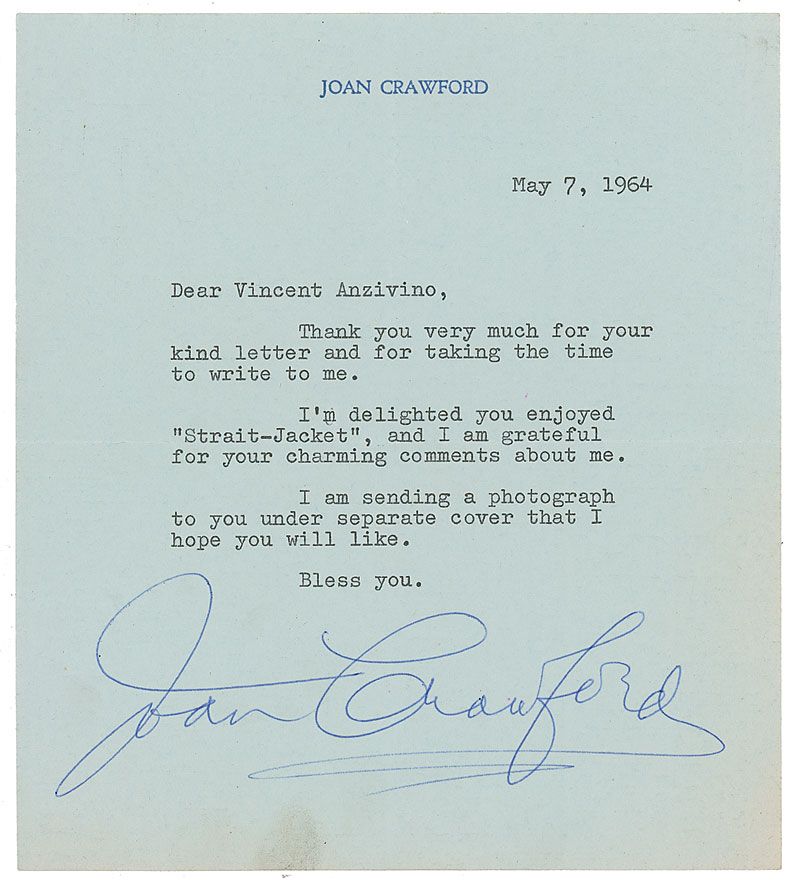 JOAN CRAWFORD
May 7, 1964
Dear Vincent Anzivino,
Thank you very much for your
kind letter and for taking the time
to write to me.
I'm delighted you enjoyed
"Strait-Jacket", and I am grateful
for your charming comments about me.
I am sending a photograph
to you under separate cover that I
hope you will like.
Bless you.
Joan Crawford